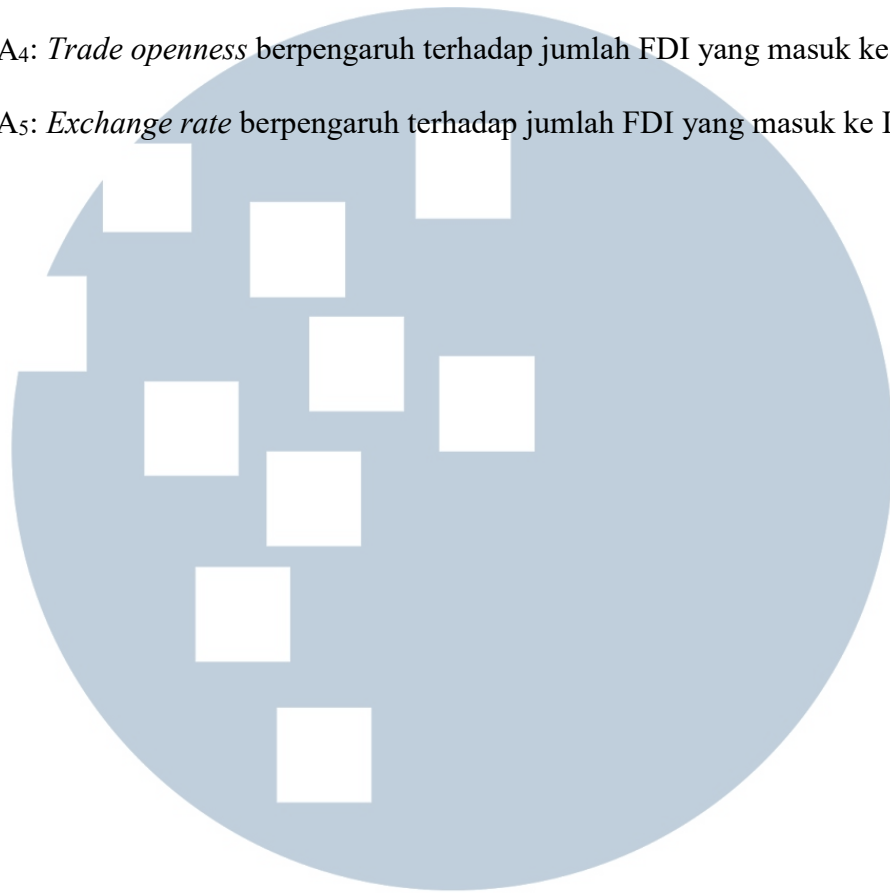 A4: Trade openness berpengaruh terhadap jumlah FDI yang masuk ke
A5: Exchange rate berpengaruh terhadap jumlah FDI yang masuk ke